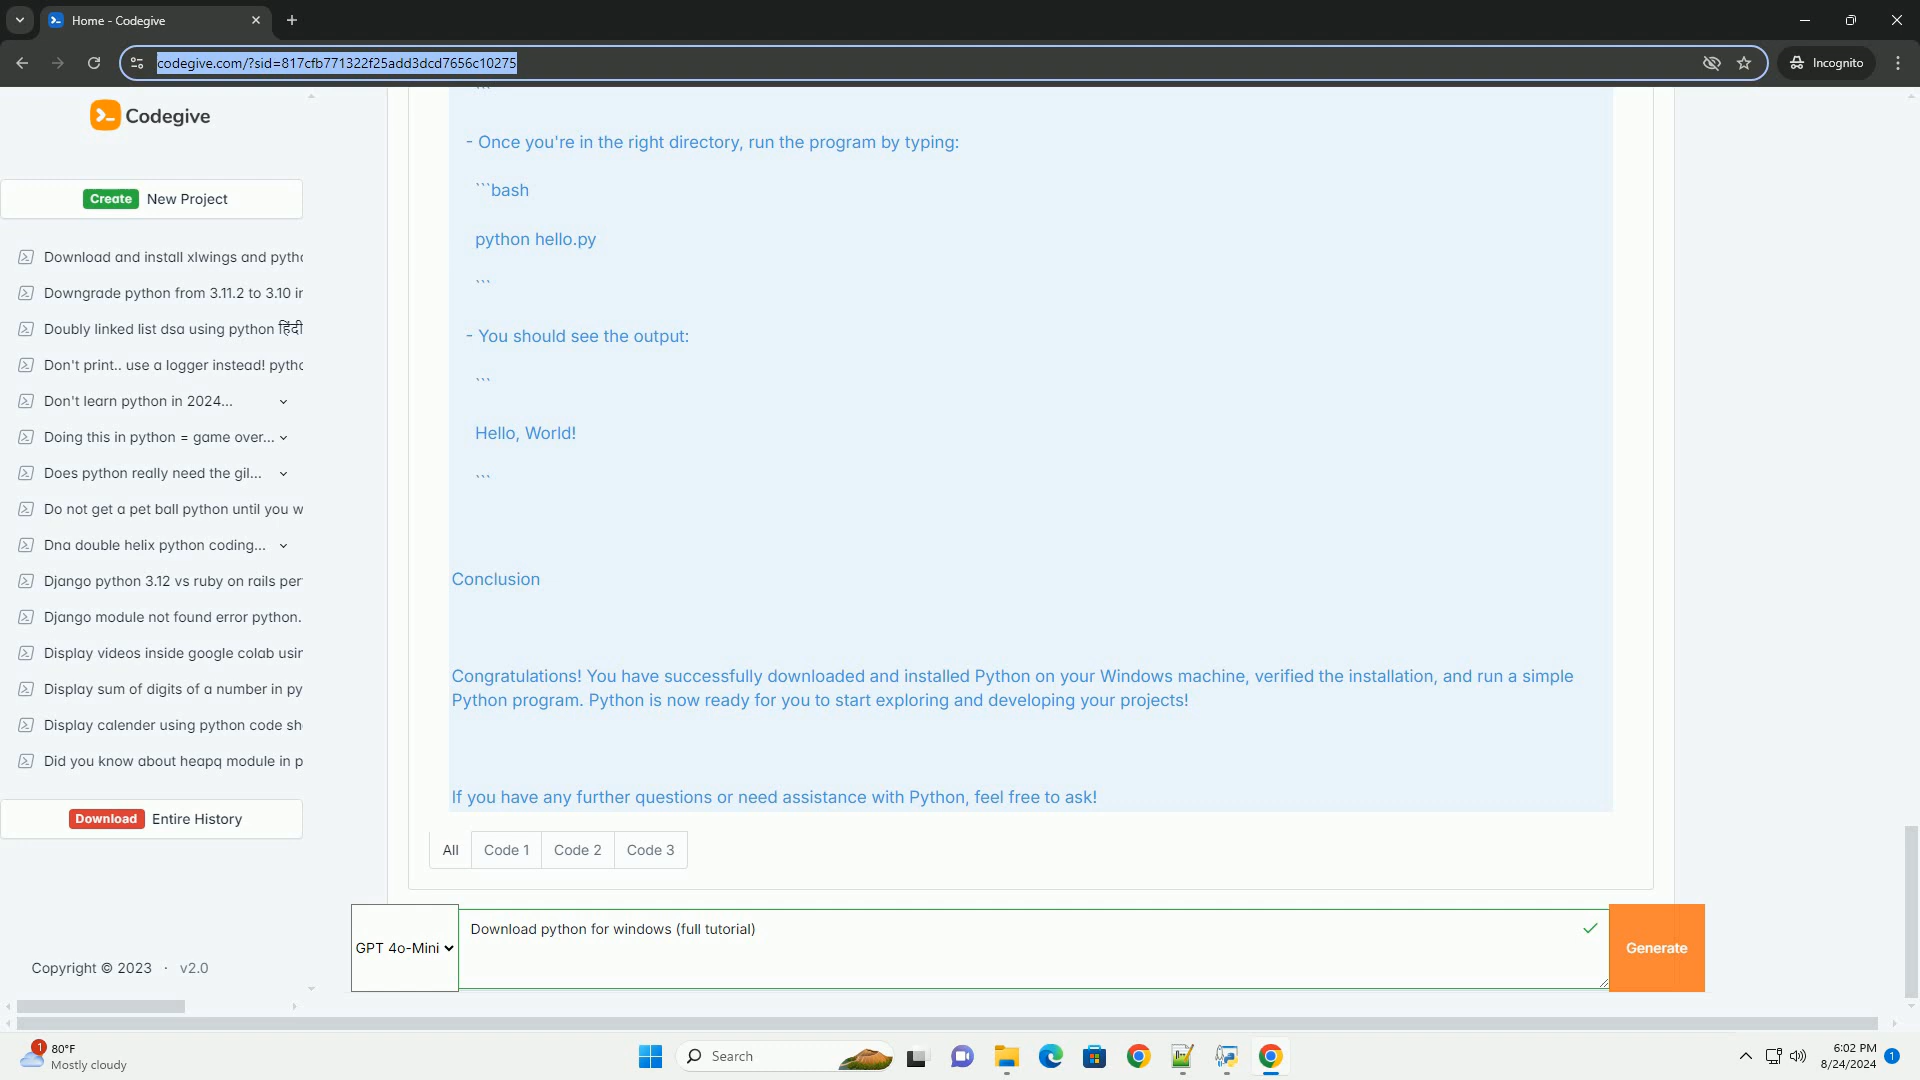 Home - Codegive
codegive.com/?sid=817cfb771322f25add3dcd7656c10275
Incognito
Codegive
Create New Project
Download and install xlwings and pytho
Downgrade python from 3.11.2 to 3.10 in
Doubly linked list dsa using python हिंदी
Don't print.. use a logger instead! pytho
Don't learn python in 2024...
Doing this in python = game over...
Does python really need the gil...
Do not get a pet ball python until you w
Dna double helix python coding...
Django python 3.12 vs ruby on rails per
Django module not found error python.
Display videos inside google colab usin
Display sum of digits of a number in py
Display calender using python code sh
Did you know about heapq module in p
Download Entire History
Copyright © 2023 · v2.0
```
- Once you're in the right directory, run the program by typing:
```bash
python hello.py
```
- You should see the output:
```
Hello, World!
```
Conclusion
Congratulations! You have successfully downloaded and installed Python on your Windows machine, verified the installation, and run a simple
Python program. Python is now ready for you to start exploring and developing your projects!
If you have any further questions or need assistance with Python, feel free to ask!
All Code 1 Code 2 Code 3
GPT 4o-Mini
Download python for windows (full tutorial)
Generate
1
80°F
Mostly cloudy
Search
6:02 PM
8/24/2024
1